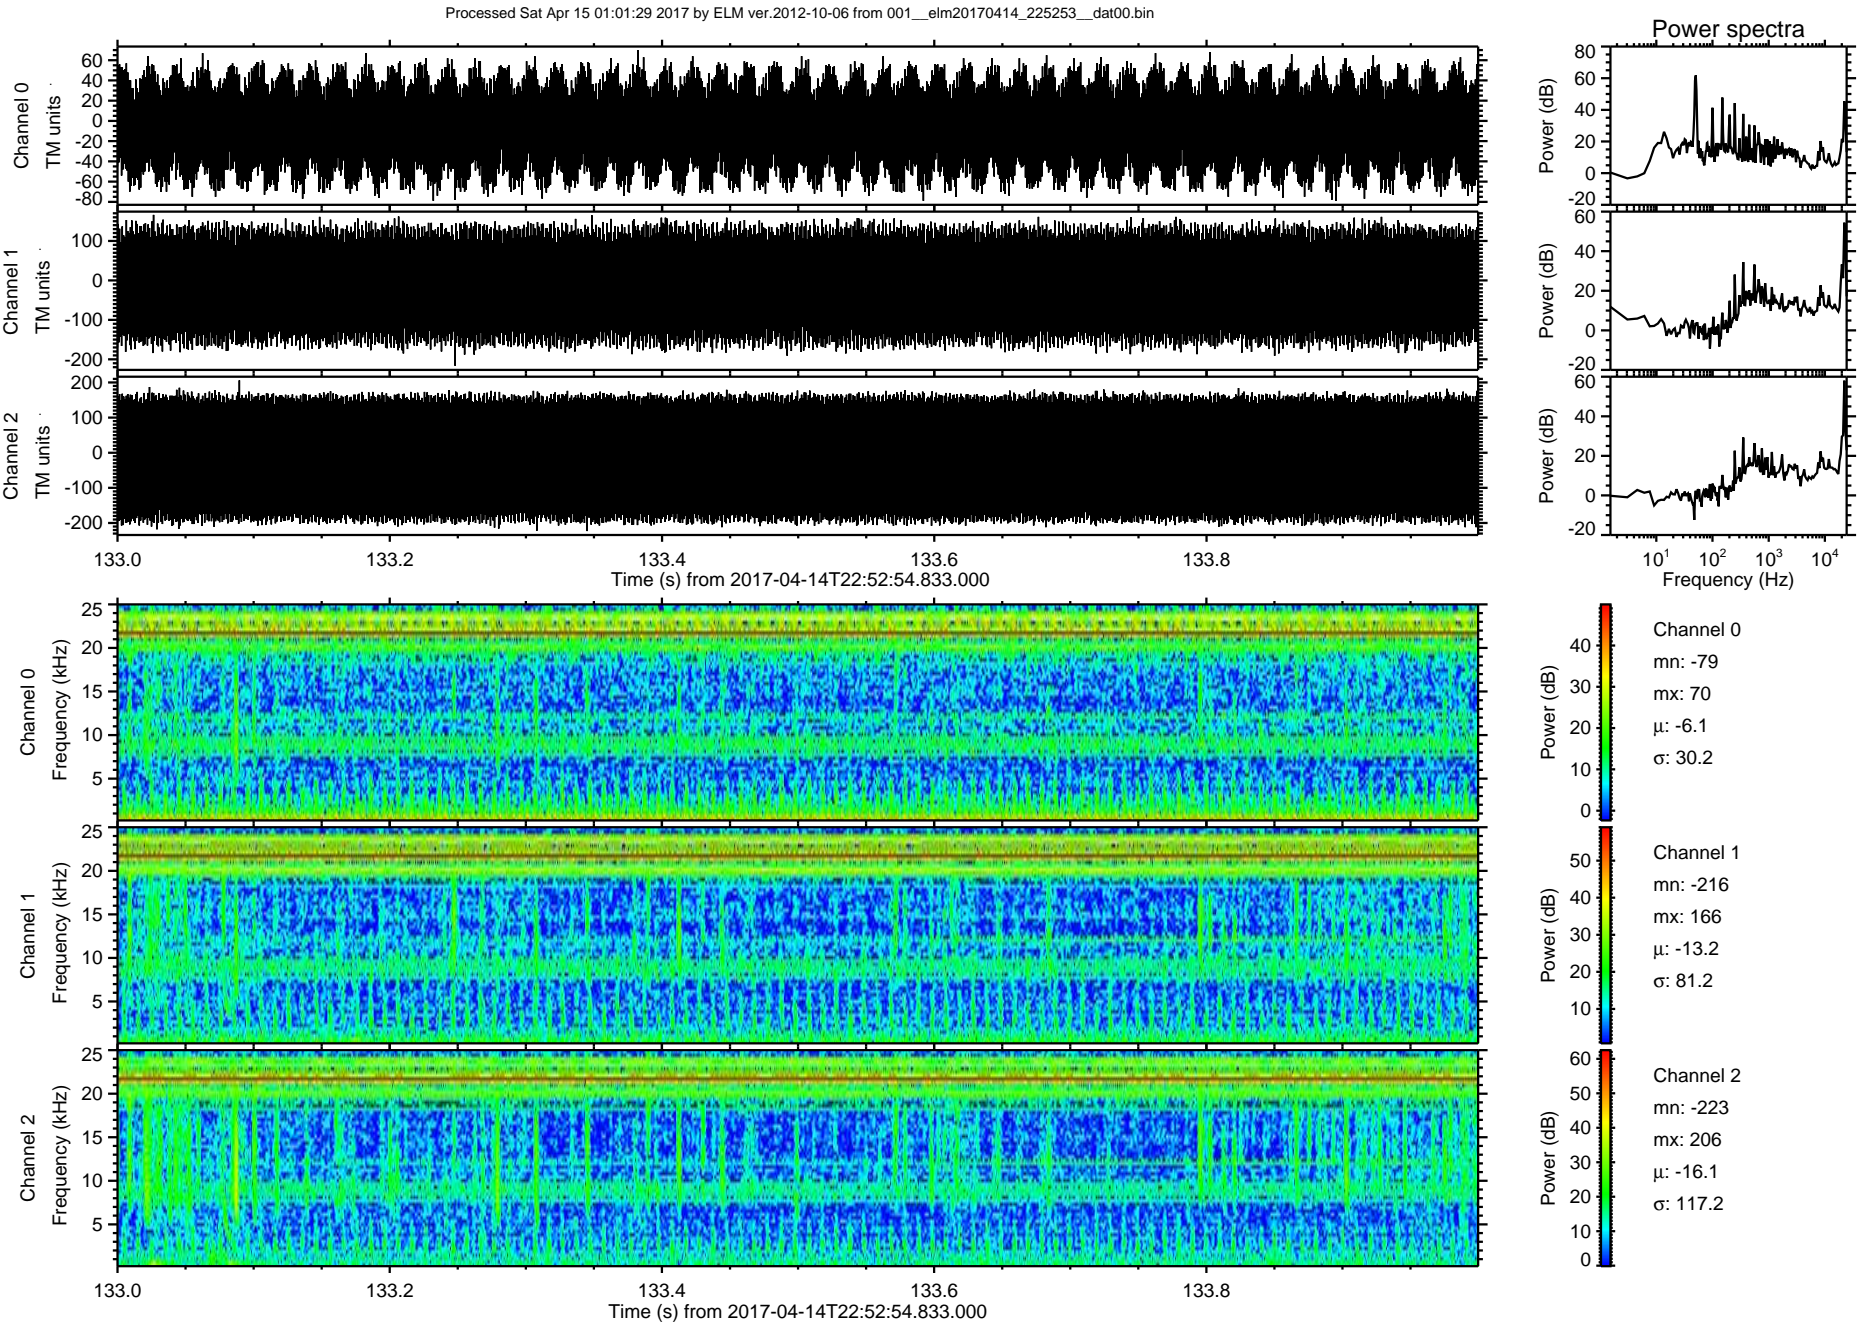 Processed Sat Apr 15 01:01:29 2017 by ELM ver.2012-10-06 from 001__elm20170414_225253__dat00.bin
Power spectra
Channel 0
TM units
60
40
20
0
-20
-40
-60
-80
Power (dB)
80
60
40
20
0
-20
Channel 1
TM units
100
0
-100
-200
Power (dB)
60
40
20
0
-20
Channel 2
TM units
200
100
0
-100
-200
Power (dB)
60
40
20
0
-20
133.0 133.2 133.4 133.6 133.8
Time (s) from 2017-04-14T22:52:54.833.000
10¹ 10² 10³ 10⁴
Frequency (Hz)
Channel 0
Frequency (kHz)
25
20
15
10
5
Power (dB)
40
30
20
10
0
Channel 0
mn: -79
mx: 70
μ: -6.1
σ: 30.2
Channel 1
Frequency (kHz)
25
20
15
10
5
Power (dB)
50
40
30
20
10
Channel 1
mn: -216
mx: 166
μ: -13.2
σ: 81.2
Channel 2
Frequency (kHz)
25
20
15
10
5
Power (dB)
60
50
40
30
20
10
0
Channel 2
mn: -223
mx: 206
μ: -16.1
σ: 117.2
133.0 133.2 133.4 133.6 133.8
Time (s) from 2017-04-14T22:52:54.833.000